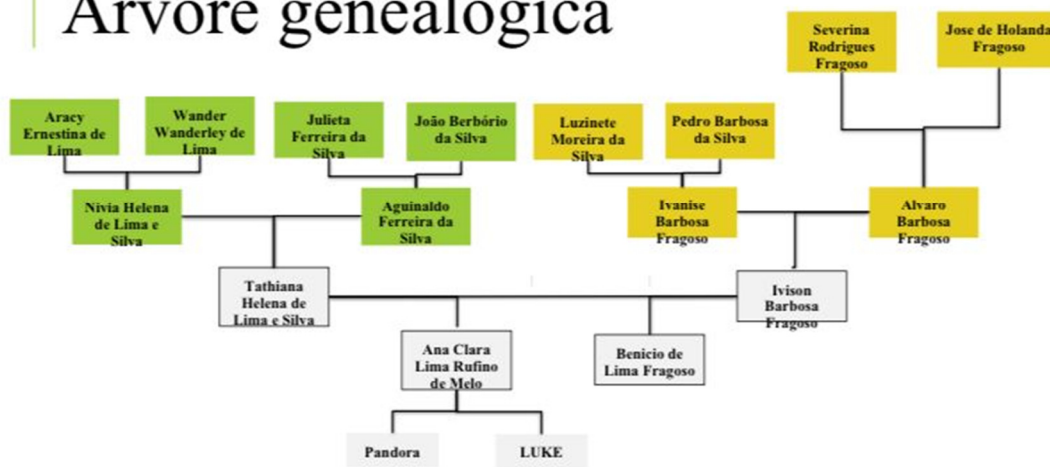 Árvore genealógica
Severina
Rodrigues
Fragoso
Jose de Holanda
Fragoso
Aracy
Ernestina de
Lima
Wander
Wanderley de
Lima
Julieta
Ferreira da
Silva
João Berbório
da Silva
Luzinete
Moreira da
Silva
Pedro Barbosa
da Silva
Nivia Helena
de Lima e
Silva
Aguinaldo
Ferreira da
Silva
Ivanise
Barbosa
Fragoso
Alvaro
Barbosa
Fragoso
Tathiana
Helena de
Lima e Silva
Ivison
Barbosa
Fragoso
Ana Clara
Lima Rufino
de Melo
Benicio de
Lima Fragoso
Pandora
LUKE